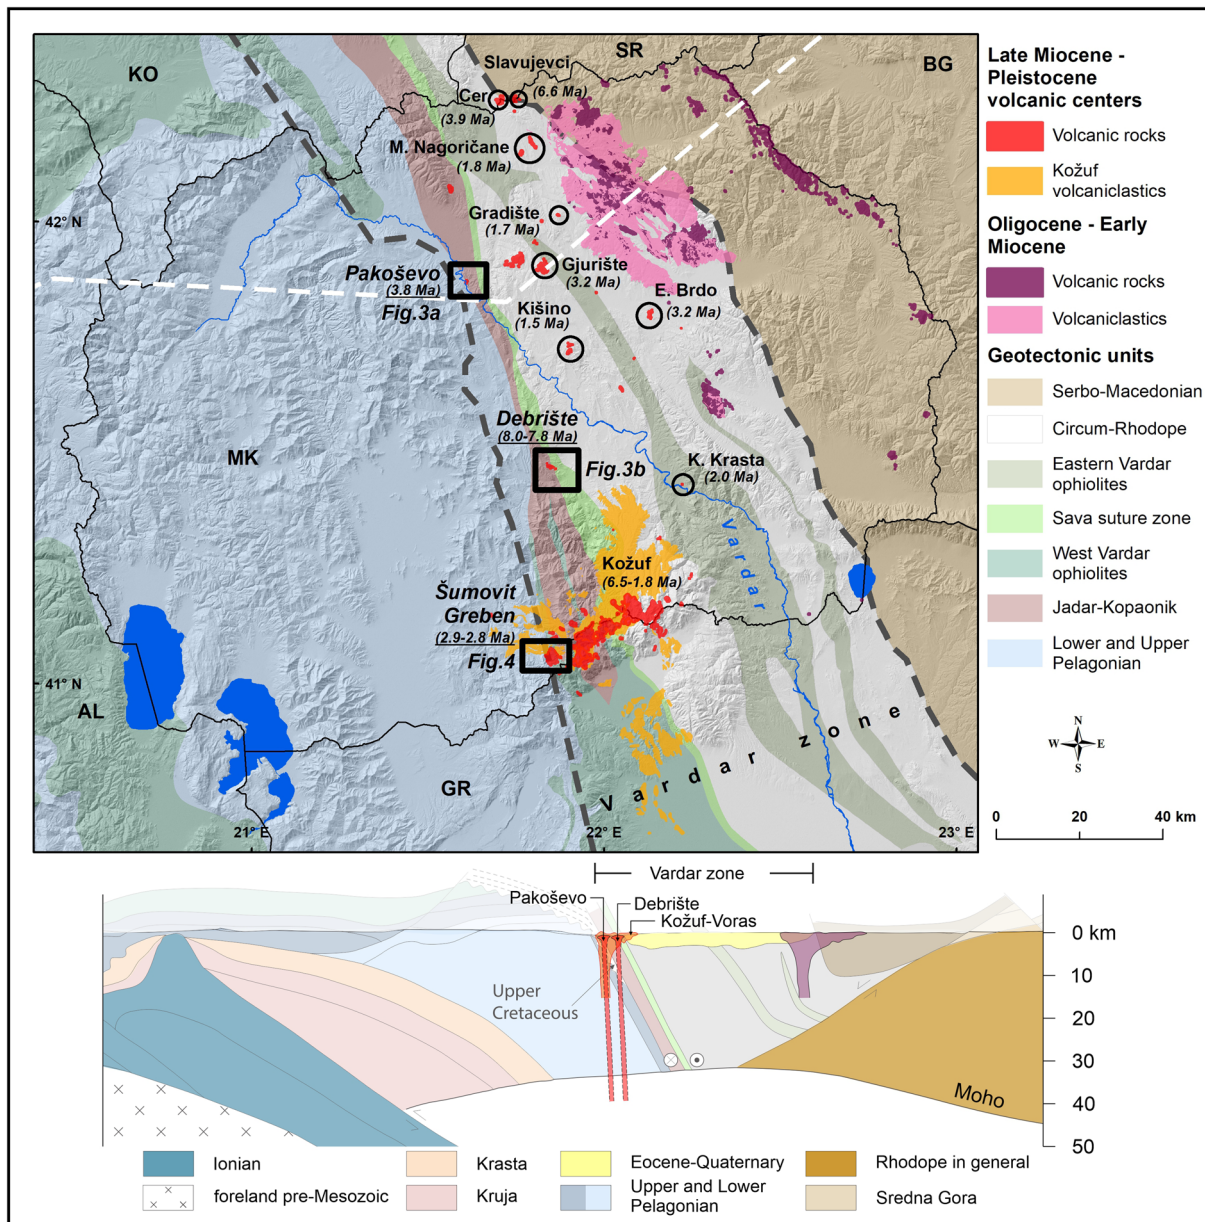 KO
SR
BG
Slavujevci
(6.6 Ma)
Cer
(3.9 Ma)
M. Nagoričane
(1.8 Ma)
42° N
Gradište
(1.7 Ma)
Pakoševo
(3.8 Ma)
Fig.3a
Gjurište
(3.2 Ma)
E. Brdo
(3.2 Ma)
Kišino
(1.5 Ma)
Debrište
(8.0-7.8 Ma)
Fig.3b
MK
K. Krasta
(2.0 Ma)
Vardar
Kožuf
(6.5-1.8 Ma)
Šumovit
Greben
(2.9-2.8 Ma)
Fig.4
41° N
AL
GR
Vardar zone
21° E
22° E
23° E
Late Miocene -
Pleistocene
volcanic centers
Volcanic rocks
Kožuf
volcaniclastics
Oligocene - Early
Miocene
Volcanic rocks
Volcaniclastics
Geotectonic units
Serbo-Macedonian
Circum-Rhodope
Eastern Vardar
ophiolites
Sava suture zone
West Vardar
ophiolites
Jadar-Kopaonik
Lower and Upper
Pelagonian
N
W E
S
0 20 40 km
Vardar zone
Pakoševo
Debrište
Kožuf-Voras
Upper
Cretaceous
Moho
0 km
10
20
30
40
50
Ionian
Krasta
Eocene-Quaternary
Rhodope in general
foreland pre-Mesozoic
Kruja
Upper and Lower
Pelagonian
Sredna Gora